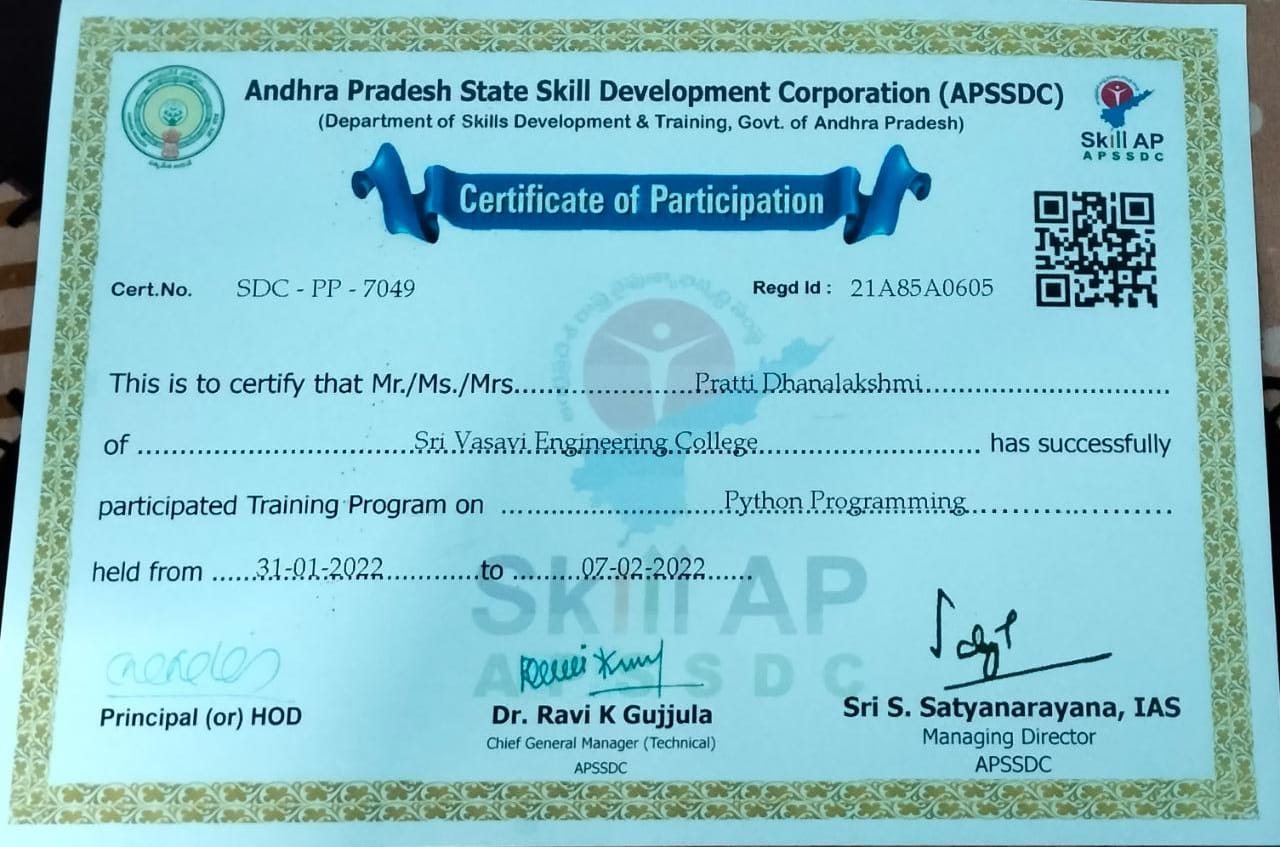 Andhra Pradesh State Skill Development Corporation (APSSDC)
(Department of Skills Development & Training, Govt. of Andhra Pradesh)
Skill AP
APSSDC
Certificate of Participation
Cert.No. SDC - PP - 7049 Regd Id : 21A85A0605
This is to certify that Mr./Ms./Mrs..................Pratti Dhanalakshmi..............................
of ..............................Sri Vasavi Engineering College........................... has successfully
participated Training Program on ..........................Python Programming..........................
held from ......31-01-2022............to .........07-02-2022......
Skill AP
APSSDC
Principal (or) HOD
Dr. Ravi K Gujjula
Chief General Manager (Technical)
APSSDC
Sri S. Satyanarayana, IAS
Managing Director
APSSDC